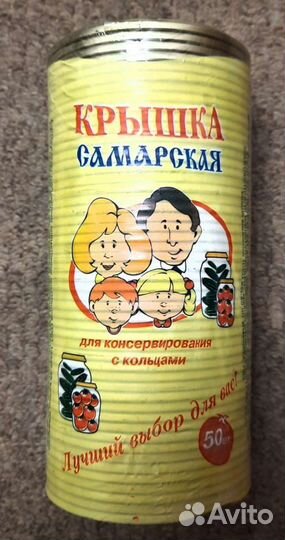 КРЫШКА
САМАРСКАЯ
для консервирования
с кольцами
Лучший выбор для вас!
50шт
Avito